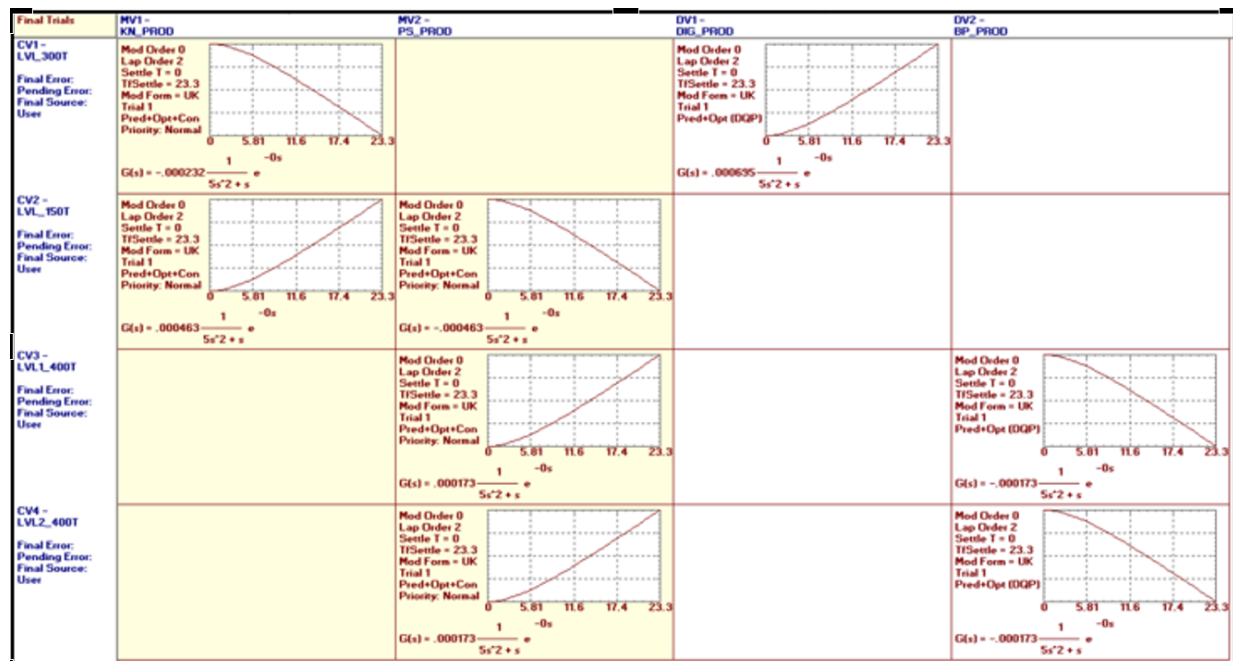 Final Trials
MV1 -
KN_PROD
MV2 -
PS_PROD
DV1 -
DIG_PROD
DV2 -
BP_PROD
CV1 -
LVL_300T
Final Error:
Pending Error:
Final Source:
User
Mod Order 0
Lap Order 2
Settle T = 0
TfSettle = 23.3
Mod Form = UK
Trial 1
Pred+Opt+Con
Priority: Normal
0 5.81 11.6 17.4 23.3
1 -0s
G(s) = -.000232 e
5s^2 + s
Mod Order 0
Lap Order 2
Settle T = 0
TfSettle = 23.3
Mod Form = UK
Trial 1
Pred+Opt (DQP)
0 5.81 11.6 17.4 23.3
1 -0s
G(s) = .000695 e
5s^2 + s
CV2 -
LVL_150T
Final Error:
Pending Error:
Final Source:
User
Mod Order 0
Lap Order 2
Settle T = 0
TfSettle = 23.3
Mod Form = UK
Trial 1
Pred+Opt+Con
Priority: Normal
0 5.81 11.6 17.4 23.3
1 -0s
G(s) = .000463 e
5s^2 + s
Mod Order 0
Lap Order 2
Settle T = 0
TfSettle = 23.3
Mod Form = UK
Trial 1
Pred+Opt+Con
Priority: Normal
0 5.81 11.6 17.4 23.3
1 -0s
G(s) = -.000463 e
5s^2 + s
CV3 -
LVL1_400T
Final Error:
Pending Error:
Final Source:
User
Mod Order 0
Lap Order 2
Settle T = 0
TfSettle = 23.3
Mod Form = UK
Trial 1
Pred+Opt+Con
Priority: Normal
0 5.81 11.6 17.4 23.3
1 -0s
G(s) = .000173 e
5s^2 + s
Mod Order 0
Lap Order 2
Settle T = 0
TfSettle = 23.3
Mod Form = UK
Trial 1
Pred+Opt (DQP)
0 5.81 11.6 17.4 23.3
1 -0s
G(s) = -.000173 e
5s^2 + s
CV4 -
LVL2_400T
Final Error:
Pending Error:
Final Source:
User
Mod Order 0
Lap Order 2
Settle T = 0
TfSettle = 23.3
Mod Form = UK
Trial 1
Pred+Opt+Con
Priority: Normal
0 5.81 11.6 17.4 23.3
1 -0s
G(s) = .000173 e
5s^2 + s
Mod Order 0
Lap Order 2
Settle T = 0
TfSettle = 23.3
Mod Form = UK
Trial 1
Pred+Opt (DQP)
0 5.81 11.6 17.4 23.3
1 -0s
G(s) = -.000173 e
5s^2 + s